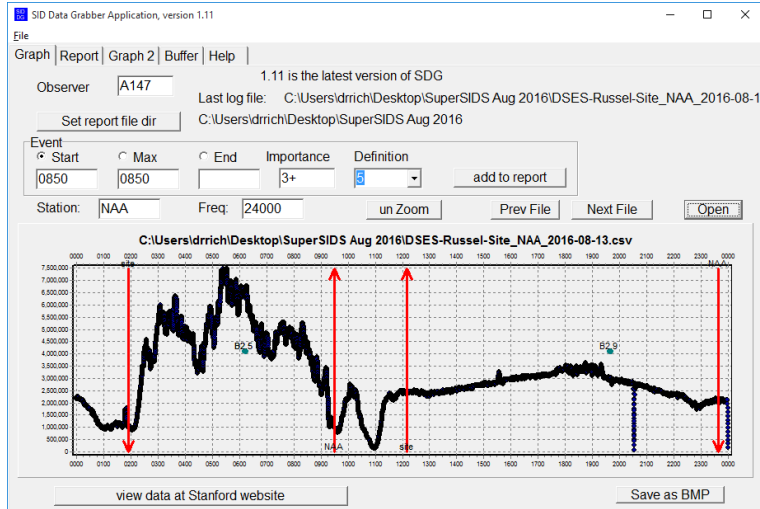 SID DG SID Data Grabber Application, version 1.11
File
Graph Report Graph 2 Buffer Help
Observer A147 1.11 is the latest version of SDG
Last log file: C:\Users\drrich\Desktop\SuperSIDS Aug 2016\DSES-Russel-Site_NAA_2016-08-1
Set report file dir C:\Users\drrich\Desktop\SuperSIDS Aug 2016
Event
Start Max End Importance Definition
0850 0850 3+ 5 add to report
Station: NAA Freq: 24000 un Zoom Prev File Next File Open
C:\Users\drrich\Desktop\SuperSIDS Aug 2016\DSES-Russel-Site_NAA_2016-08-13.csv
0000 0100 0200 0300 0400 0500 0600 0700 0800 0900 1000 1100 1200 1300 1400 1500 1600 1700 1800 1900 2000 2100 2200 2300 0000
site NAA
7,500,000
7,000,000
6,500,000
6,000,000
5,500,000
5,000,000
4,500,000
B2.5 B2.9
4,000,000
3,500,000
3,000,000
2,500,000
2,000,000
1,500,000
1,000,000
500,000
NAA site
0
0000 0100 0200 0300 0400 0500 0600 0700 0800 0900 1000 1100 1200 1300 1400 1500 1600 1700 1800 1900 2000 2100 2200 2300 0000
view data at Stanford website Save as BMP